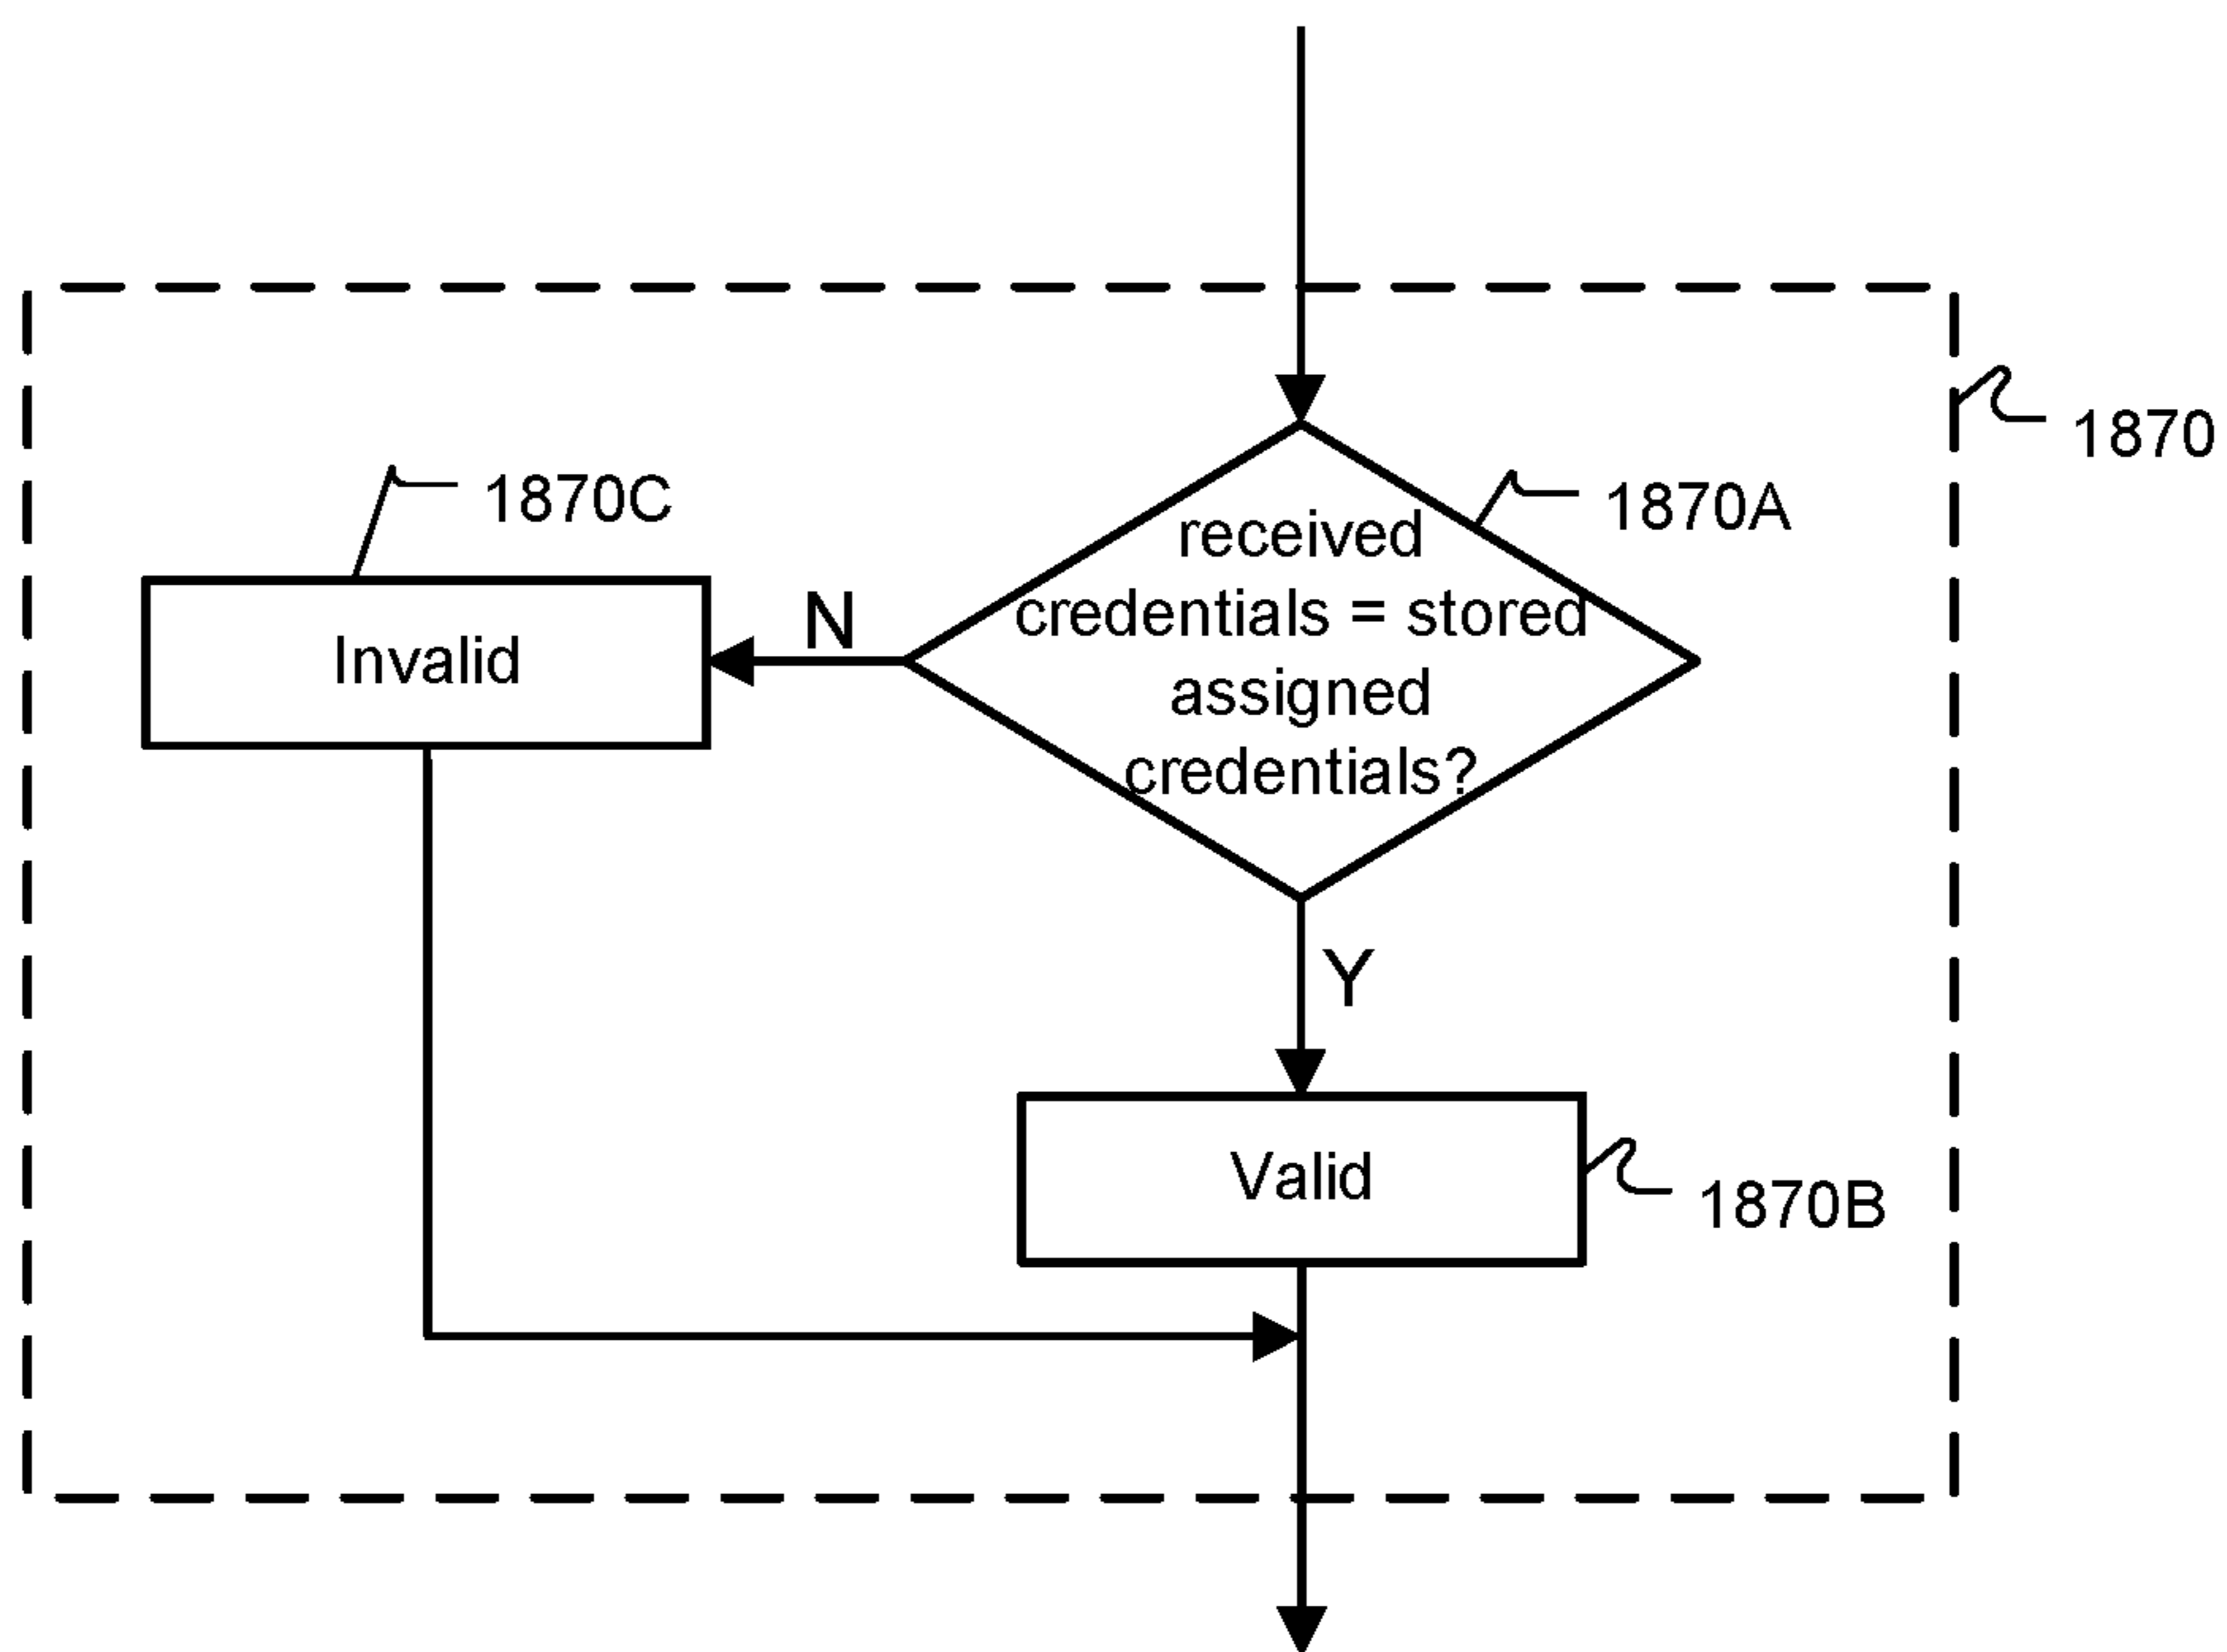 1870
1870C
1870A
received
credentials = stored
assigned
credentials?
N
Invalid
Y
Valid
1870B